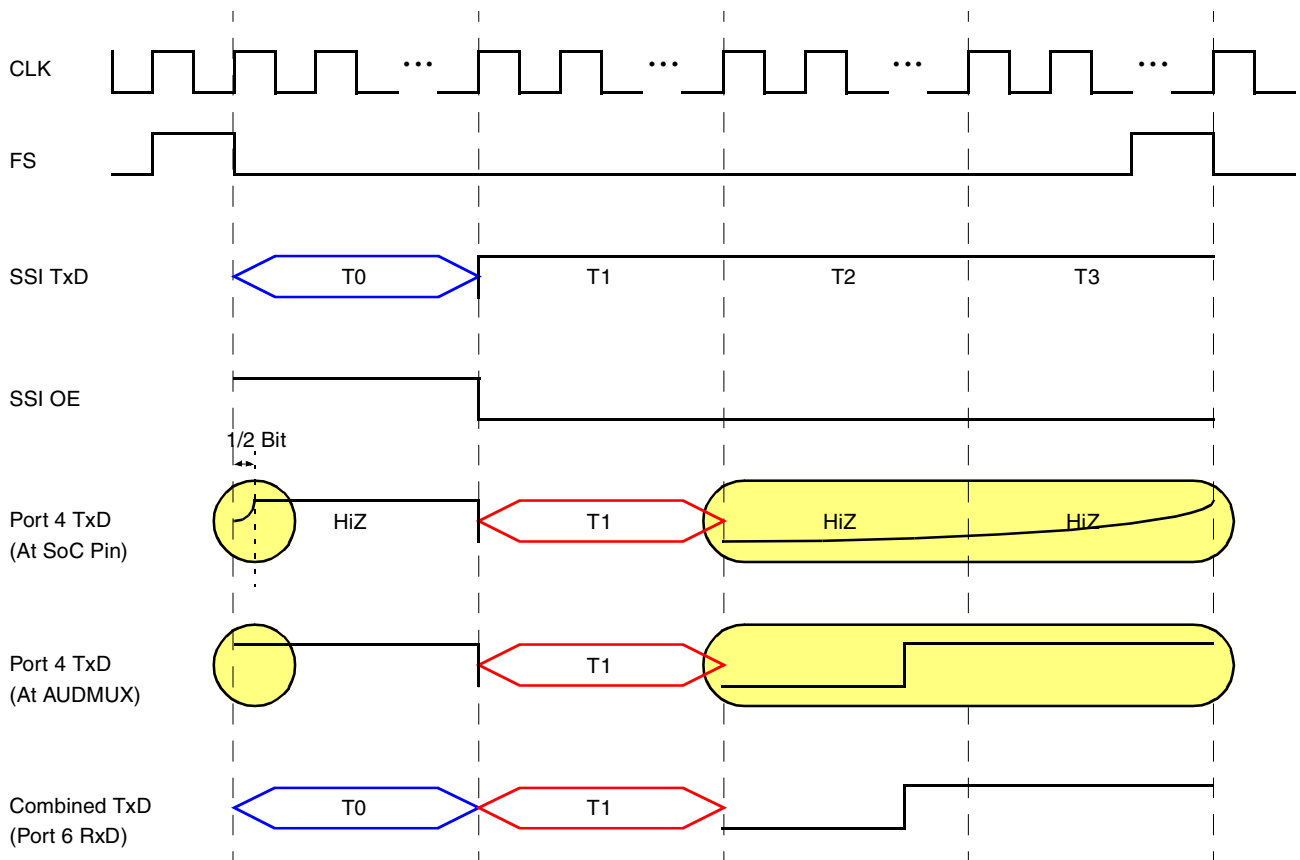 CLK
...
...
...
...
FS
SSI TxD
T0
T1
T2
T3
SSI OE
1/2 Bit
Port 4 TxD
(At SoC Pin)
HiZ
T1
HiZ
HiZ
Port 4 TxD
(At AUDMUX)
T1
Combined TxD
(Port 6 RxD)
T0
T1